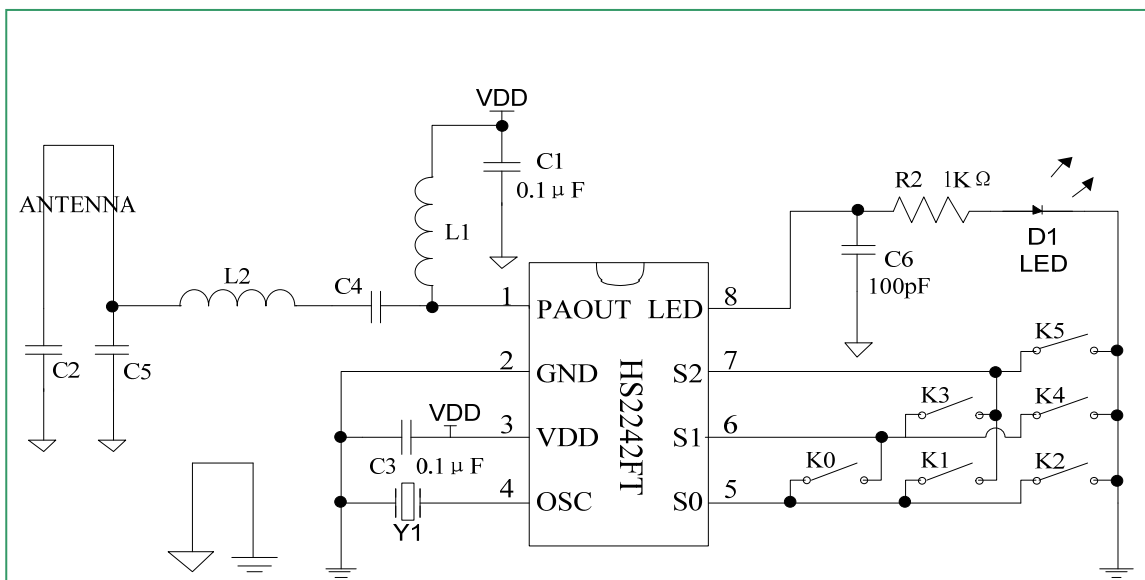 VDD
C1
0.1μF
ANTENNA
L1
R2 1KΩ
D1
LED
C6
100pF
L2
C4
C2
C5
1
PAOUT
LED
8
2
GND
S2
7
K5
VDD
3
VDD
S1
6
K3
K4
C3
0.1μF
HS2242FT
K0
K1
K2
4
OSC
S0
5
Y1